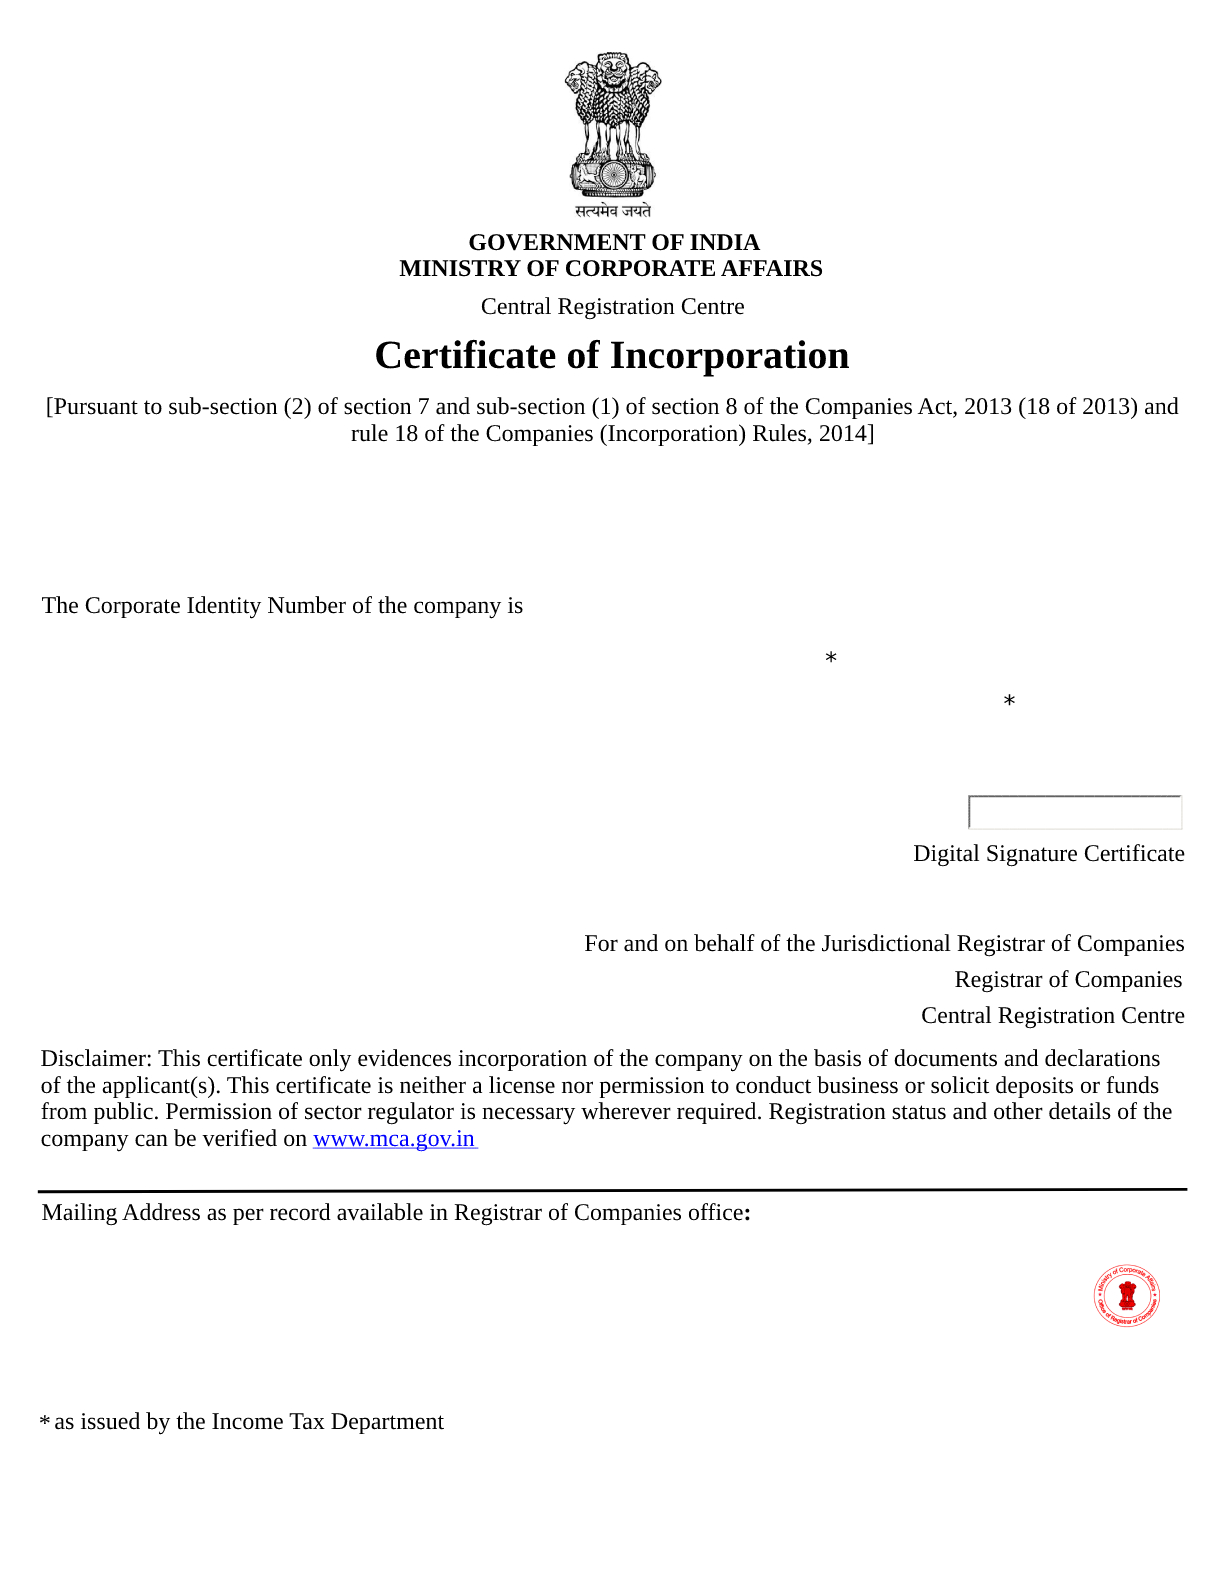 सत्यमेव जयते
GOVERNMENT OF INDIA
MINISTRY OF CORPORATE AFFAIRS
Central Registration Centre
Certificate of Incorporation
[Pursuant to sub-section (2) of section 7 and sub-section (1) of section 8 of the Companies Act, 2013 (18 of 2013) and
rule 18 of the Companies (Incorporation) Rules, 2014]
The Corporate Identity Number of the company is
*
*
Digital Signature Certificate
For and on behalf of the Jurisdictional Registrar of Companies
Registrar of Companies
Central Registration Centre
Disclaimer: This certificate only evidences incorporation of the company on the basis of documents and declarations
of the applicant(s). This certificate is neither a license nor permission to conduct business or solicit deposits or funds
from public. Permission of sector regulator is necessary wherever required. Registration status and other details of the
company can be verified on www.mca.gov.in
Mailing Address as per record available in Registrar of Companies office:
Ministry of Corporate Affairs
Office of Registrar of Companies
* as issued by the Income Tax Department